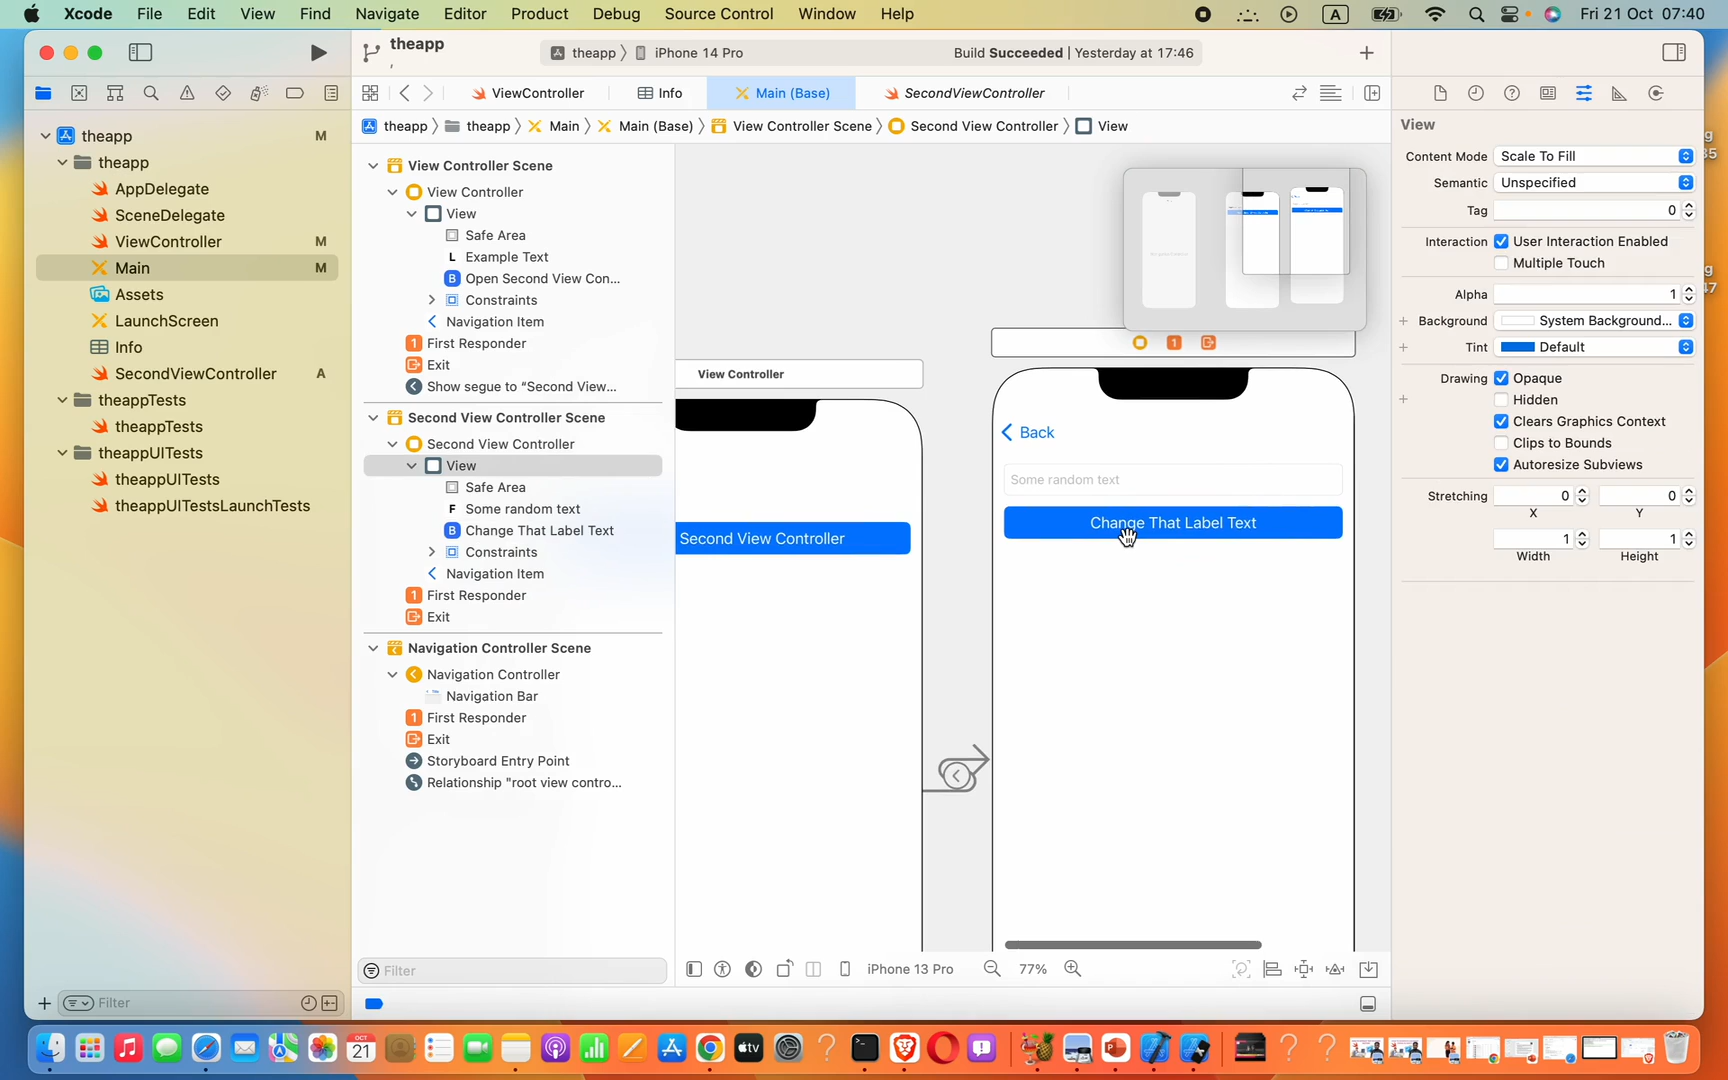 Xcode File Edit View Find Navigate Editor Product Debug Source Control Window Help A Fri 21 Oct 07:40
theapp
theapp iPhone 14 Pro Build Succeeded | Yesterday at 17:46
ViewController Info Main (Base) SecondViewController
theapp theapp Main Main (Base) View Controller Scene Second View Controller View
theapp M
theapp
AppDelegate
SceneDelegate
ViewController M
Main M
Assets
LaunchScreen
Info
SecondViewController A
theappTests
theappTests
theappUITests
theappUITests
theappUITestsLaunchTests
Filter
View Controller Scene
View Controller
View
Safe Area
L Example Text
B Open Second View Con...
Constraints
Navigation Item
1 First Responder
Exit
Show segue to “Second View...
Second View Controller Scene
Second View Controller
View
Safe Area
F Some random text
B Change That Label Text
Constraints
Navigation Item
1 First Responder
Exit
Navigation Controller Scene
Navigation Controller
Navigation Bar
1 First Responder
Exit
Storyboard Entry Point
Relationship "root view contro...
Filter
View Controller
Second View Controller
1
Back
Some random text
Change That Label Text
iPhone 13 Pro 77%
View
Content Mode Scale To Fill
Semantic Unspecified
Tag 0
Interaction User Interaction Enabled
Multiple Touch
Alpha 1
Background System Background...
Tint Default
Drawing Opaque
Hidden
Clears Graphics Context
Clips to Bounds
Autoresize Subviews
Stretching 0 0
X Y
1 1
Width Height
g
35
g
47
OCT
21
tv